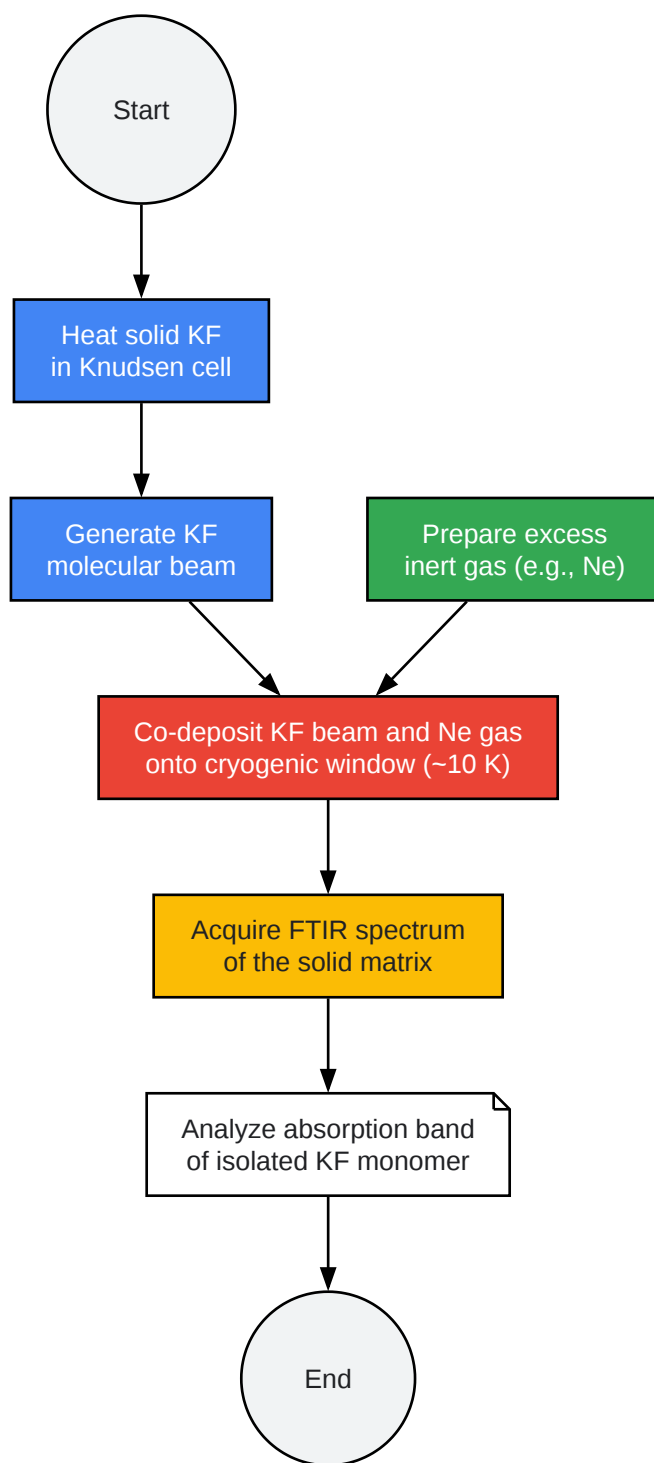 Start
Heat solid KF
in Knudsen cell
Generate KF
molecular beam
Prepare excess
inert gas (e.g., Ne)
Co-deposit KF beam and Ne gas
onto cryogenic window (~10 K)
Acquire FTIR spectrum
of the solid matrix
Analyze absorption band
of isolated KF monomer
End